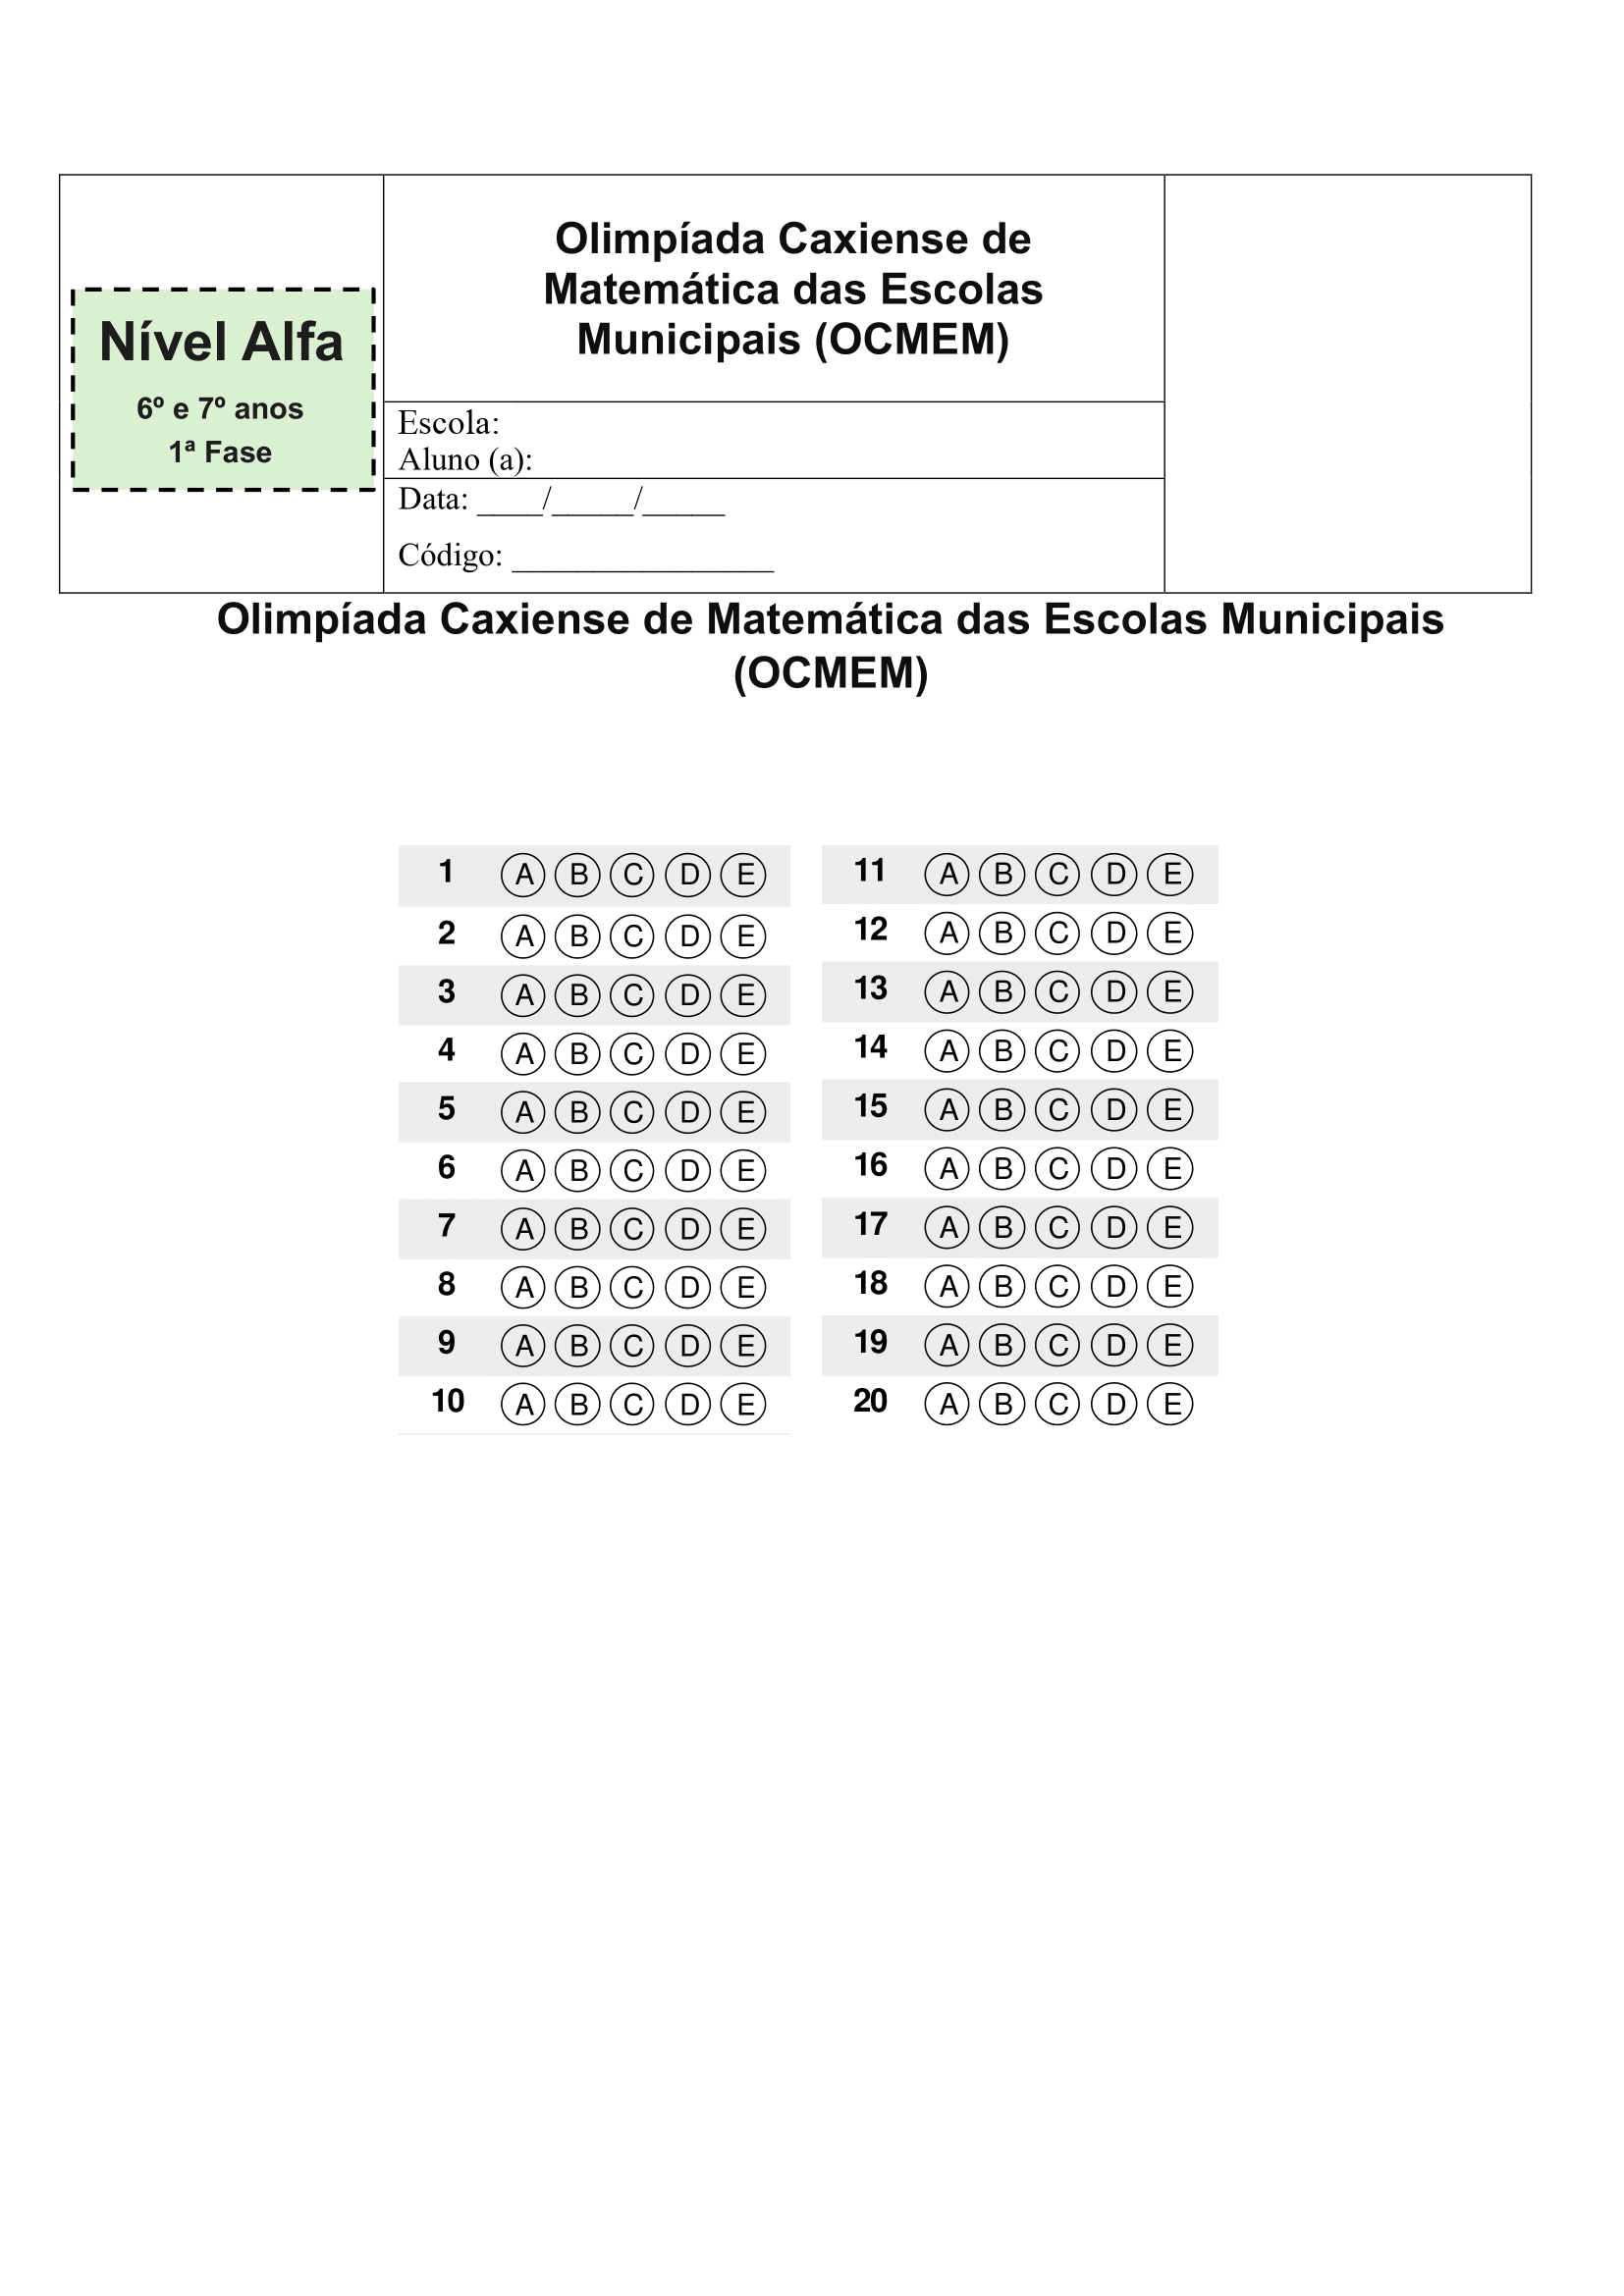 Nível Alfa
6º e 7º anos
1ª Fase
Olimpíada Caxiense de
Matemática das Escolas
Municipais (OCMEM)
Escola:
Aluno (a):
Data: ____/_____/_____
Código: ________________
Olimpíada Caxiense de Matemática das Escolas Municipais
(OCMEM)
1 A B C D E
2 A B C D E
3 A B C D E
4 A B C D E
5 A B C D E
6 A B C D E
7 A B C D E
8 A B C D E
9 A B C D E
10 A B C D E
11 A B C D E
12 A B C D E
13 A B C D E
14 A B C D E
15 A B C D E
16 A B C D E
17 A B C D E
18 A B C D E
19 A B C D E
20 A B C D E